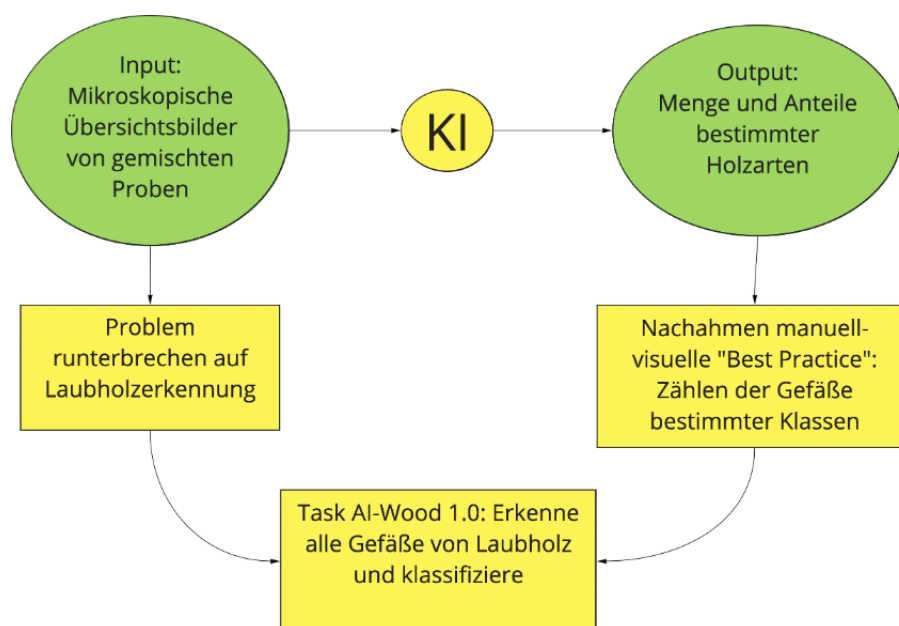 Input:
Mikroskopische
Übersichtsbilder
von gemischten
Proben
KI
Output:
Menge und Anteile
bestimmter
Holzarten
Problem
runterbrechen auf
Laubholzerkennung
Nachahmen manuell-
visuelle "Best Practice":
Zählen der Gefäße
bestimmter Klassen
Task AI-Wood 1.0: Erkenne
alle Gefäße von Laubholz
und klassifiziere